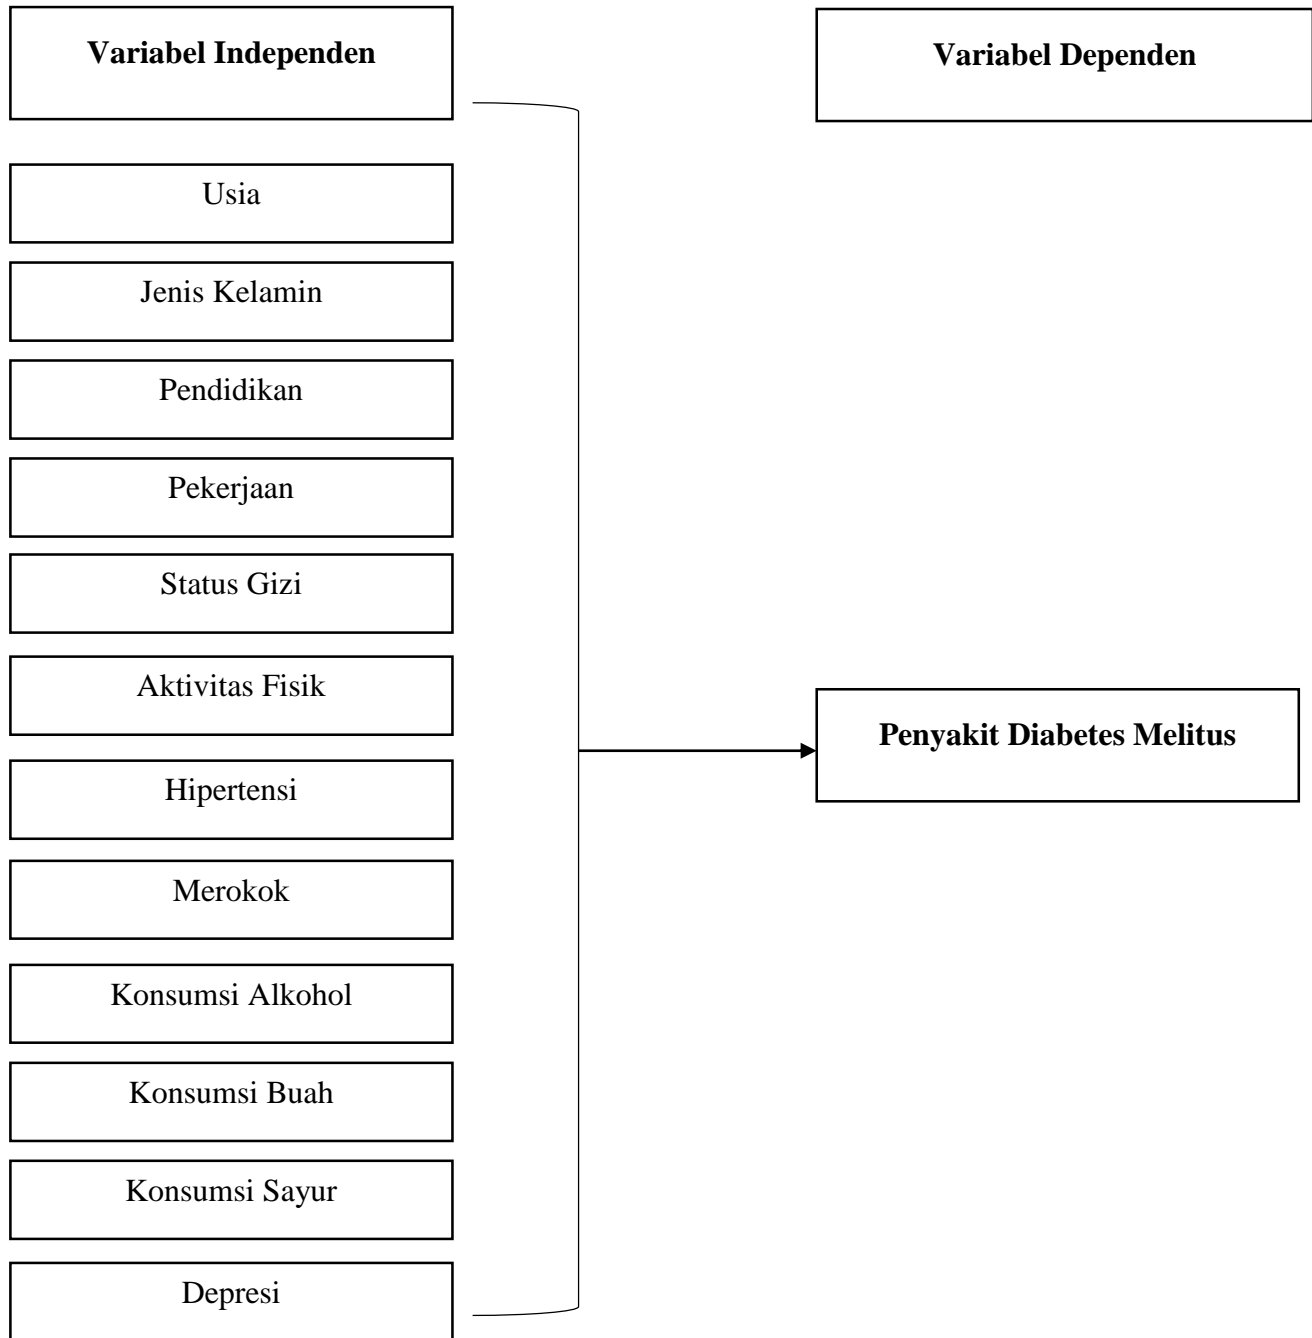 Variabel Independen
Variabel Dependen
Usia
Jenis Kelamin
Pendidikan
Pekerjaan
Status Gizi
Aktivitas Fisik
Penyakit Diabetes Melitus
Hipertensi
Merokok
Konsumsi Alkohol
Konsumsi Buah
Konsumsi Sayur
Depresi